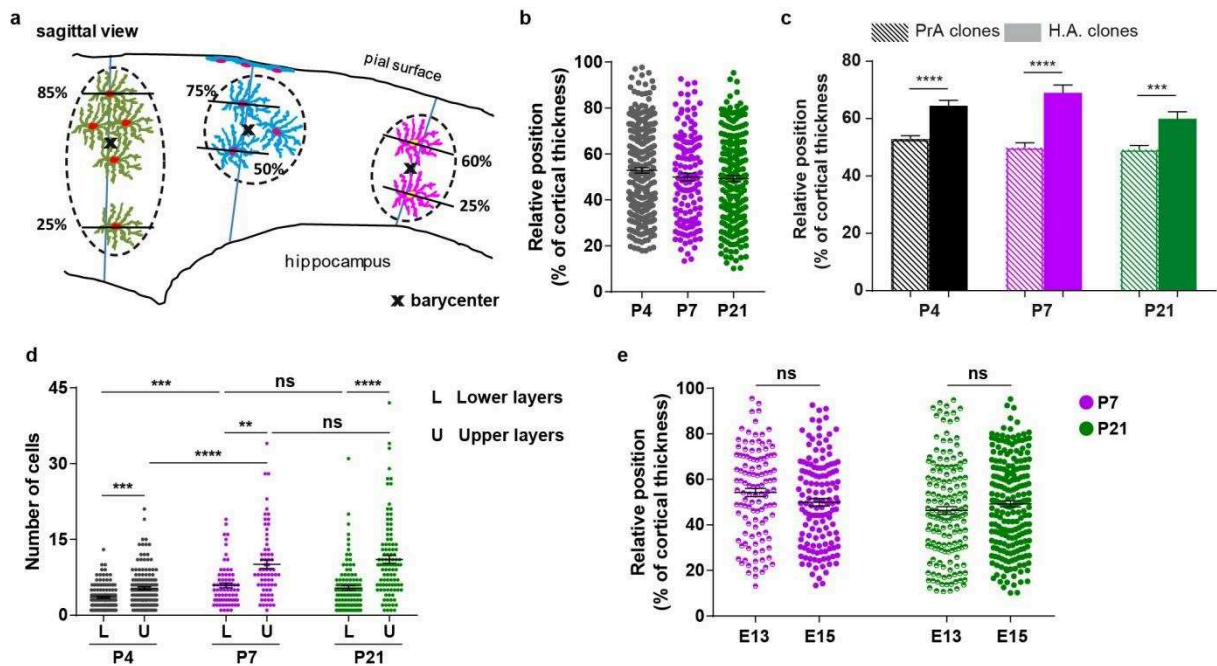 a
sagittal view
pial surface
85%
75%
50%
60%
25%
25%
hippocampus
x barycenter
b
Relative position
(% of cortical thickness)
100
80
60
40
20
0
P4 P7 P21
c
PrA clones
H.A. clones
Relative position
(% of cortical thickness)
80
60
40
20
0
**** **** ***
P4 P7 P21
d
Number of cells
45
30
15
0
*** ns ****
** ns
****
***
L Lower layers
U Upper layers
L U L U L U
P4 P7 P21
e
Relative position
(% of cortical thickness)
100
80
60
40
20
0
ns ns
P7
P21
E13 E15 E13 E15